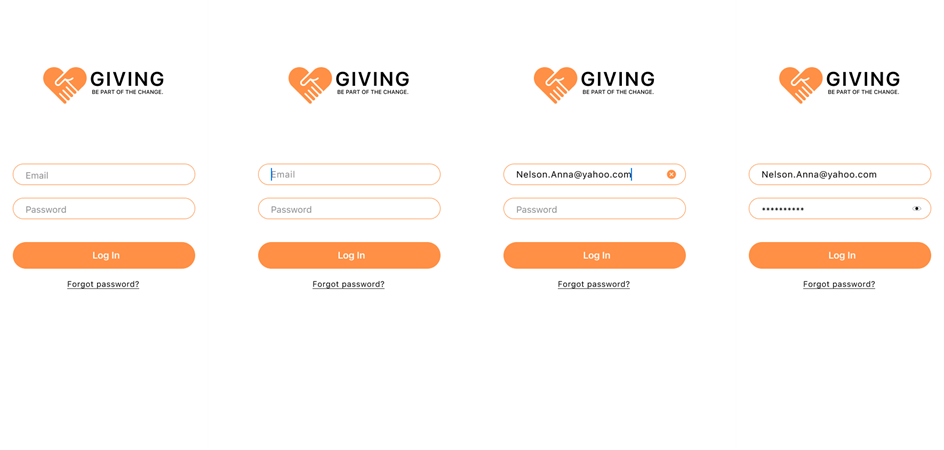 GIVING
BE PART OF THE CHANGE.
Email
Password
Log In
Forgot password?
GIVING
BE PART OF THE CHANGE.
Email
Password
Log In
Forgot password?
GIVING
BE PART OF THE CHANGE.
Nelson.Anna@yahoo.com
Password
Log In
Forgot password?
GIVING
BE PART OF THE CHANGE.
Nelson.Anna@yahoo.com
••••••••••
Log In
Forgot password?